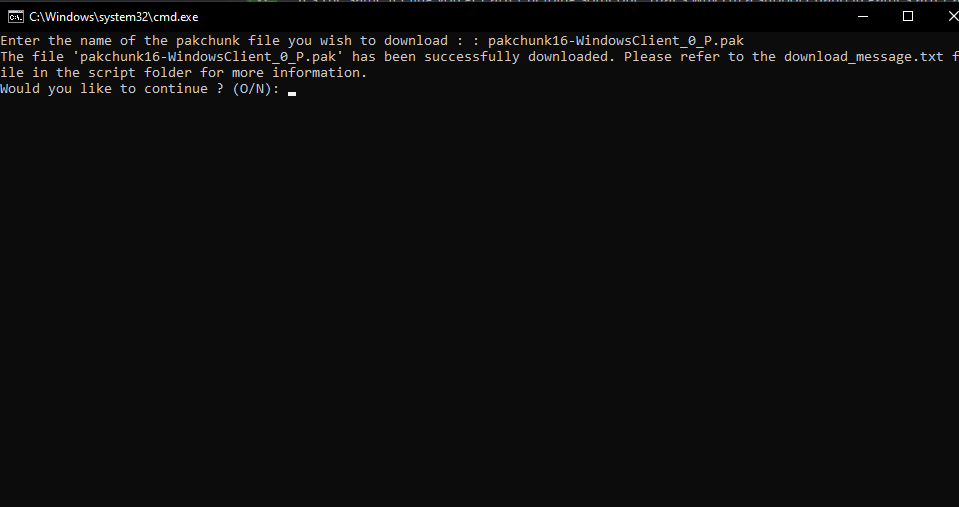 C:\Windows\system32\cmd.exe
Enter the name of the pakchunk file you wish to download : : pakchunk16-WindowsClient_0_P.pak
The file 'pakchunk16-WindowsClient_0_P.pak' has been successfully downloaded. Please refer to the download_message.txt f
ile in the script folder for more information.
Would you like to continue ? (O/N):